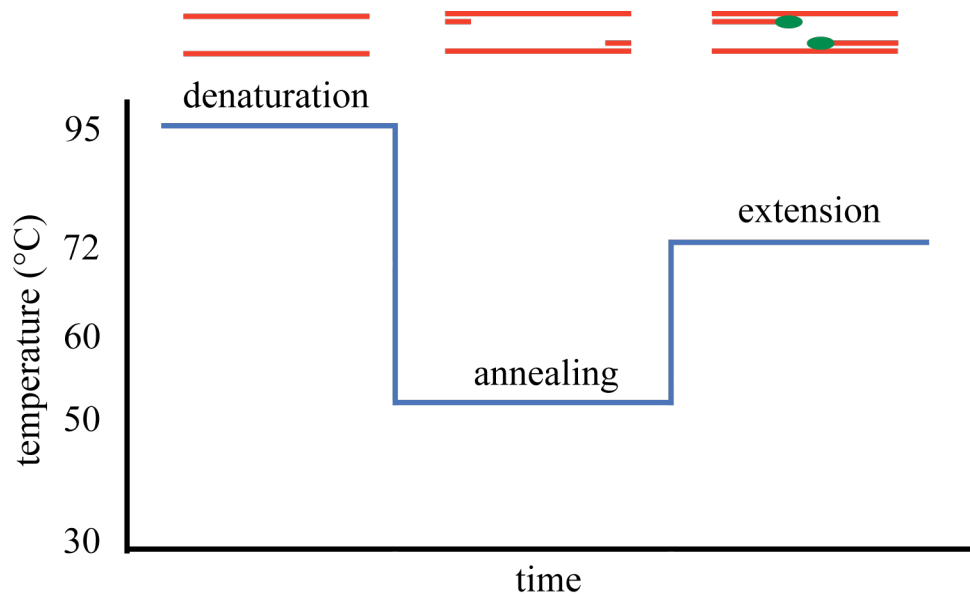 denaturation
95
extension
72
temperature (°C)
60
annealing
50
30
time